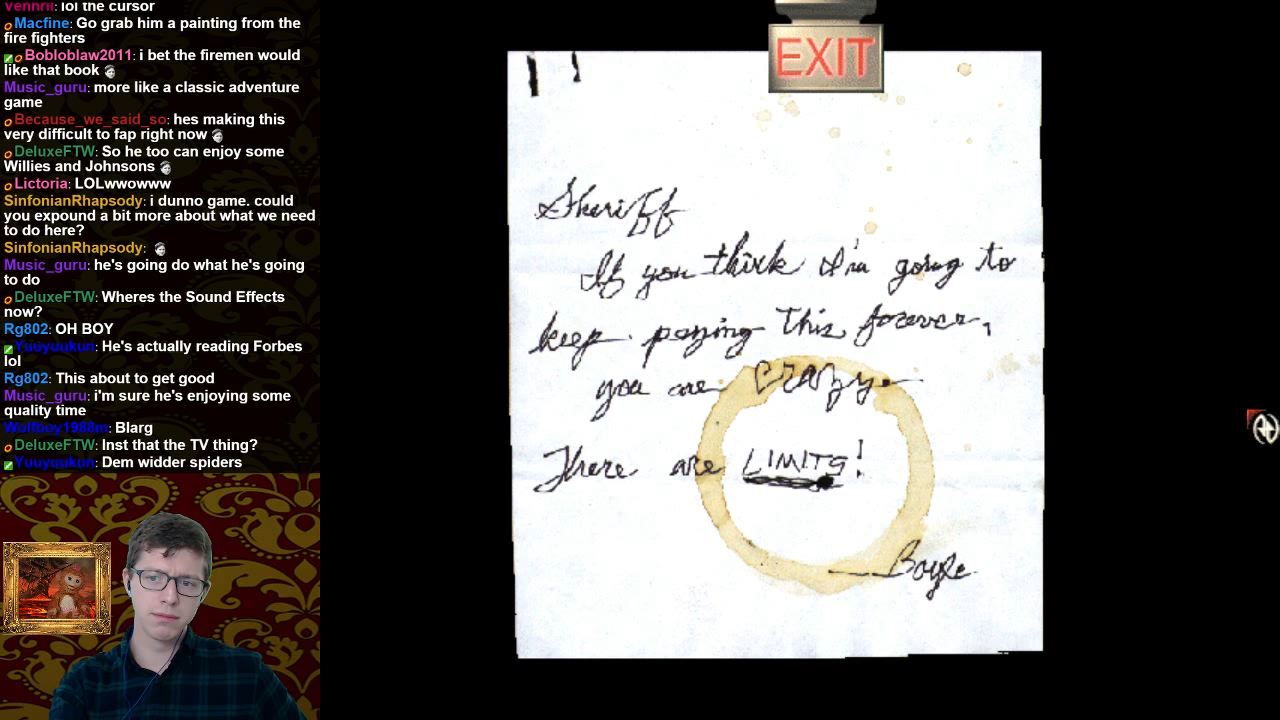 Vennrii: lol the cursor
Macfine: Go grab him a painting from the
fire fighters
Bobloblaw2011: i bet the firemen would
like that book
Music_guru: more like a classic adventure
game
Because_we_said_so: hes making this
very difficult to fap right now
DeluxeFTW: So he too can enjoy some
Willies and Johnsons
Lictoria: LOLwwowww
SinfonianRhapsody: i dunno game. could
you expound a bit more about what we need
to do here?
SinfonianRhapsody:
Music_guru: he's going do what he's going
to do
DeluxeFTW: Wheres the Sound Effects
now?
Rg802: OH BOY
Yuuyuukun: He's actually reading Forbes
lol
Rg802: This about to get good
Music_guru: i'm sure he's enjoying some
quality time
Wolfboy1988m: Blarg
DeluxeFTW: Inst that the TV thing?
Yuuyuukun: Dem widder spiders
EXIT
Sheriff
If you think I'm going to
keep paying this forever,
you are crazy.
There are LIMITS!
—Boyle